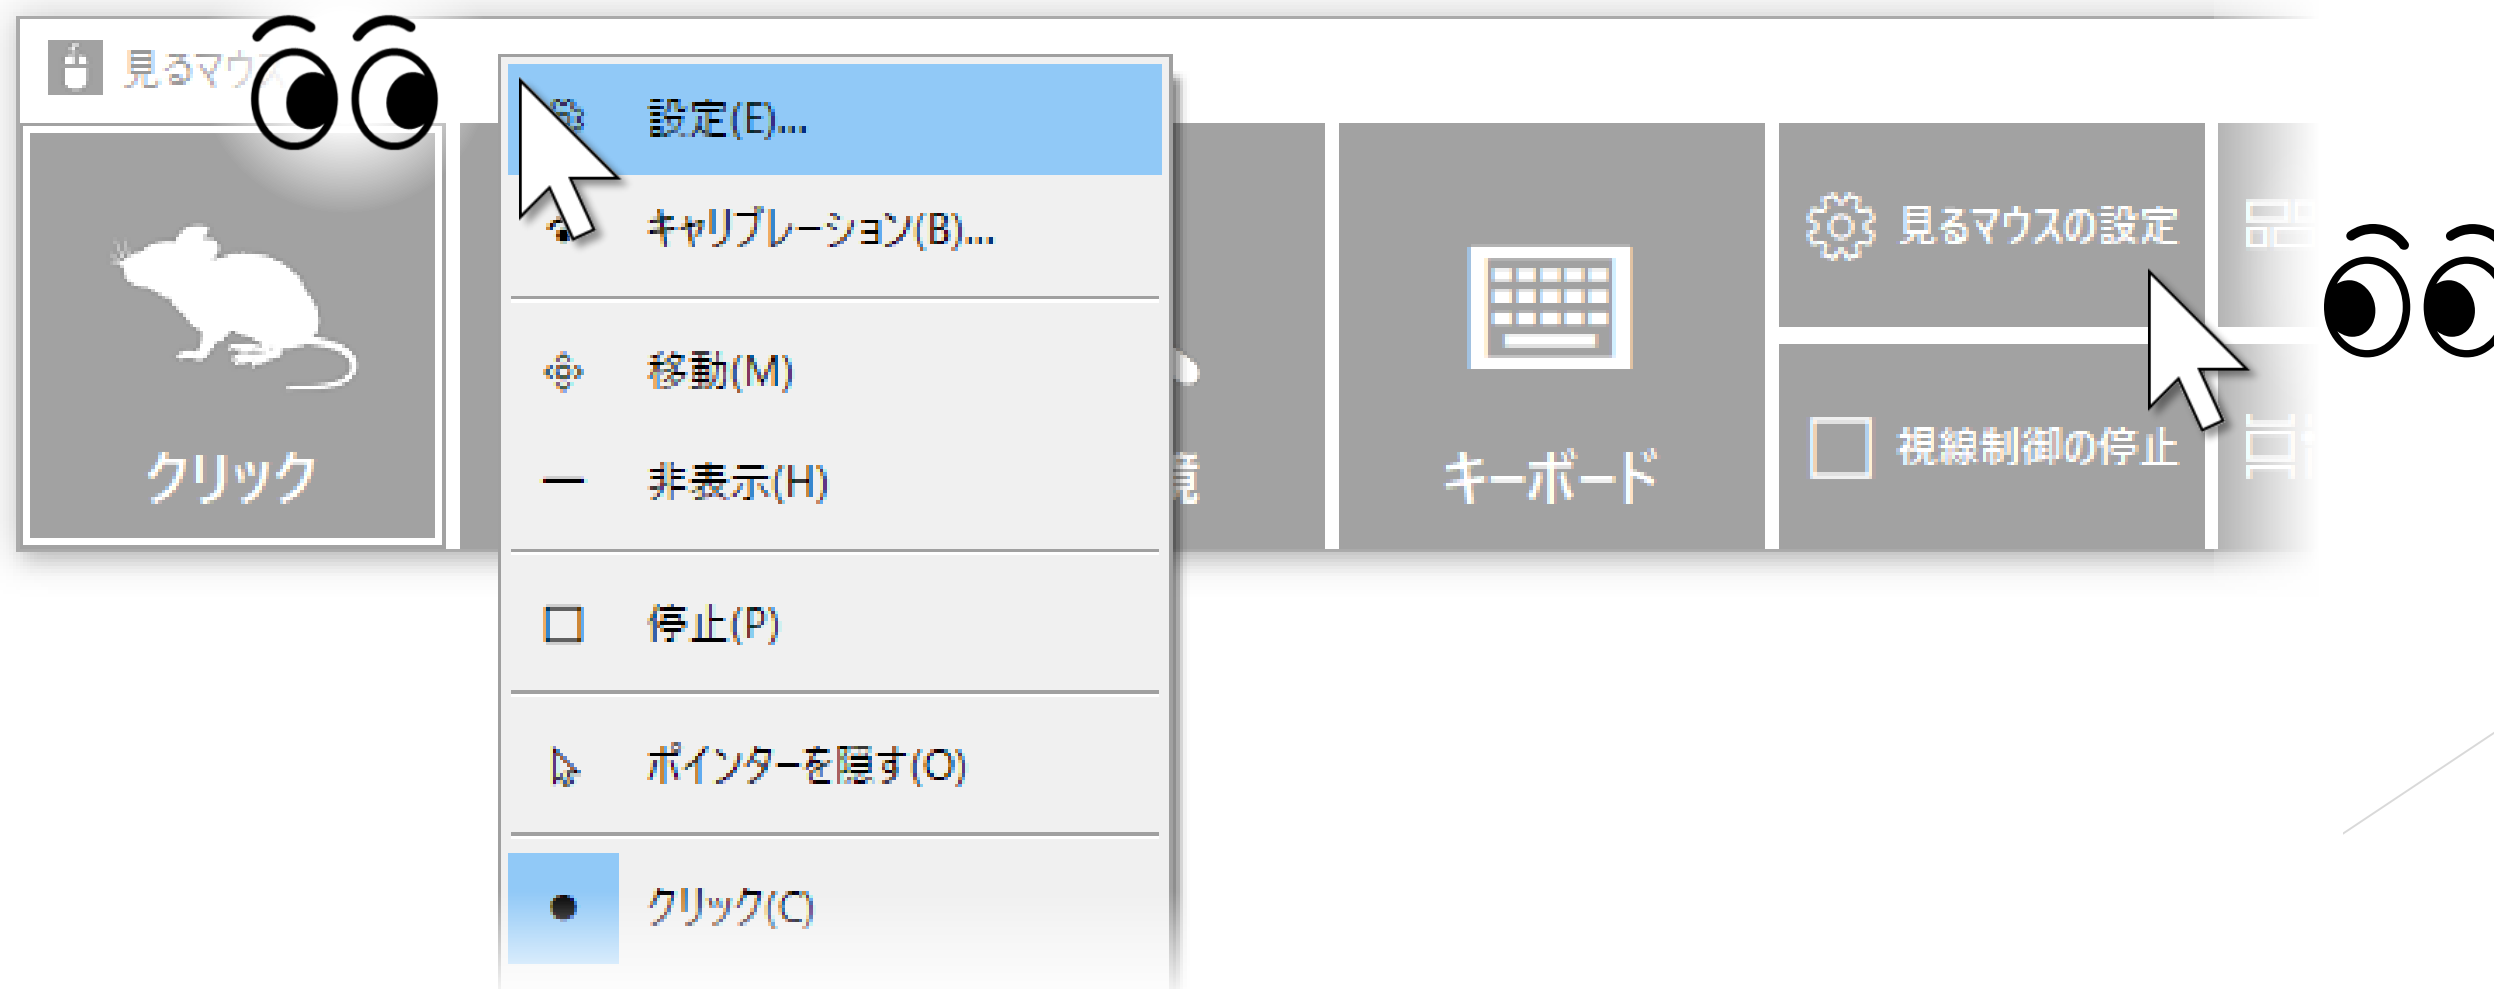 見るマウス
設定(E)...
キャリブレーション(B)...
移動(M)
非表示(H)
停止(P)
ポインターを隠す(O)
クリック(C)
クリック
鏡
キーボード
見るマウスの設定
視線制御の停止